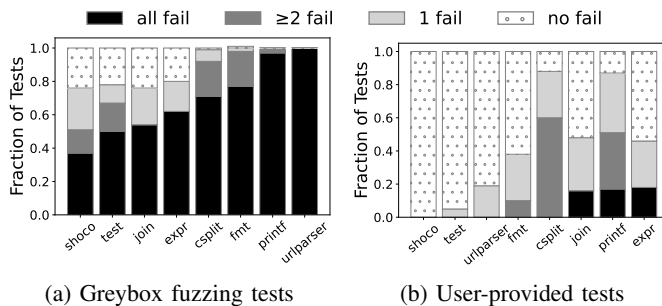 all fail ≥2 fail 1 fail no fail
Fraction of Tests
1.0
0.8
0.6
0.4
0.2
0.0
shoco test join expr csplit fmt printf urlparser
(a) Greybox fuzzing tests
Fraction of Tests
1.0
0.8
0.6
0.4
0.2
0.0
shoco test urlparser fmt csplit join printf expr
(b) User-provided tests